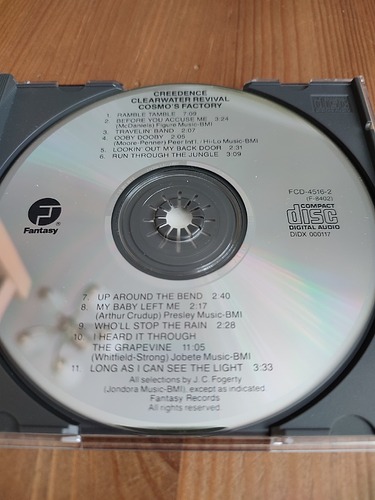 CREEDENCE
CLEARWATER REVIVAL
COSMO'S FACTORY
1. RAMBLE TAMBLE 7:09
2. BEFORE YOU ACCUSE ME 3:24
(McDaniels) Figure Music-BMI
3. TRAVELIN' BAND 2:07
4. OOBY DOOBY 2:05
(Moore-Penner) Peer Int'l./Hi-Lo Music-BMI
5. LOOKIN' OUT MY BACK DOOR 2:31
6. RUN THROUGH THE JUNGLE 3:09
Fantasy
FCD-4516-2
(F-8402)
COMPACT
disc
DIGITAL AUDIO
DIDX 000117
7. UP AROUND THE BEND 2:40
8. MY BABY LEFT ME 2:17
(Arthur Crudup) Presley Music-BMI
9. WHO'LL STOP THE RAIN 2:28
10. I HEARD IT THROUGH
THE GRAPEVINE 11:05
(Whitfield-Strong) Jobete Music-BMI
11 LONG AS I CAN SEE THE LIGHT 3:33
All selections by J.C. Fogerty
(Jondora Music-BMI), except as indicated
Fantasy Records
All rights reserved